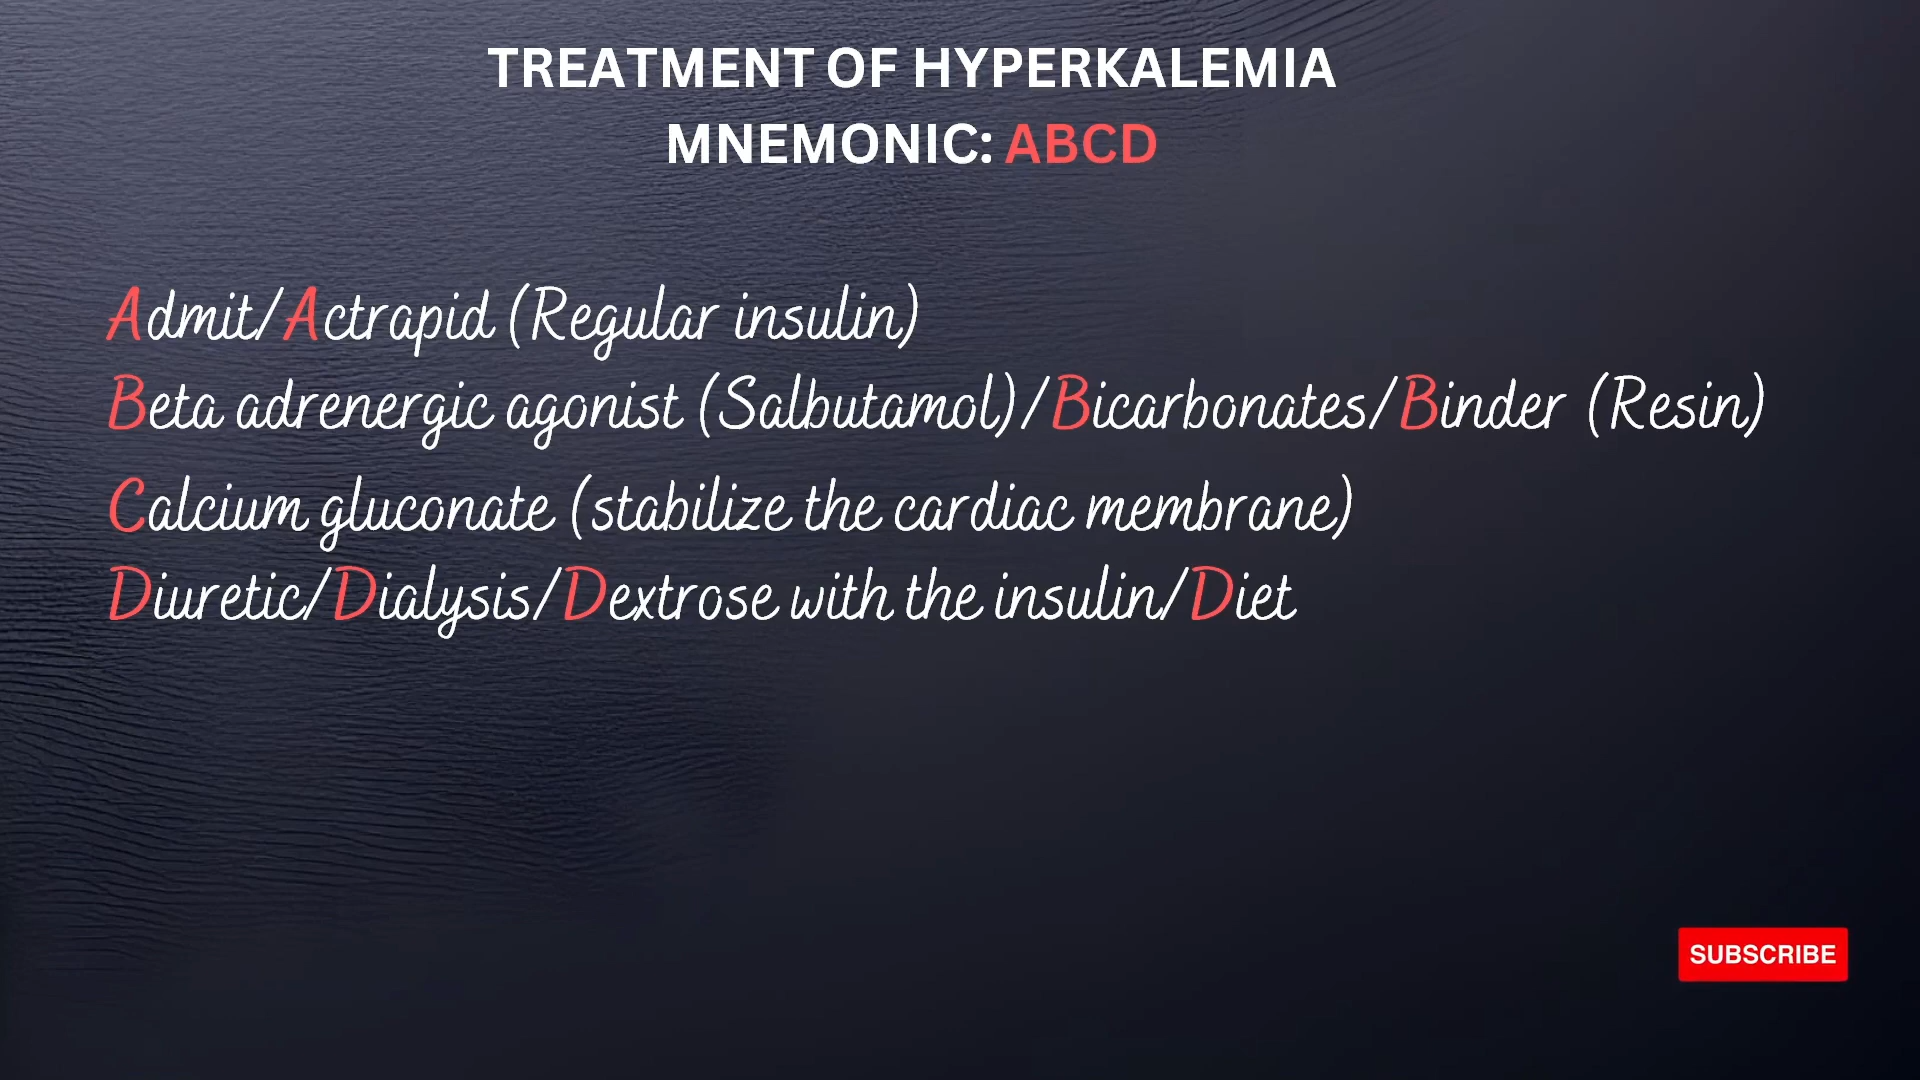 TREATMENT OF HYPERKALEMIA
MNEMONIC: ABCD
Admit/Actrapid (Regular insulin)
Beta adrenergic agonist (Salbutamol)/Bicarbonates/Binder (Resin)
Calcium gluconate (stabilize the cardiac membrane)
Diuretic/Dialysis/Dextrose with the insulin/Diet
SUBSCRIBE